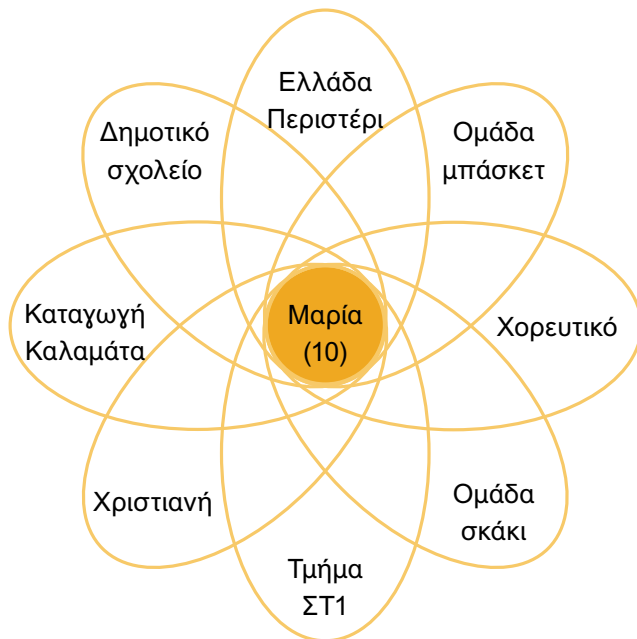 Ελλάδα
Περιστέρι
Δημοτικό
σχολείο
Ομάδα
μπάσκετ
Καταγωγή
Καλαμάτα
Μαρία
(10)
Χορευτικό
Χριστιανή
Ομάδα
σκάκι
Τμήμα
ΣΤ1